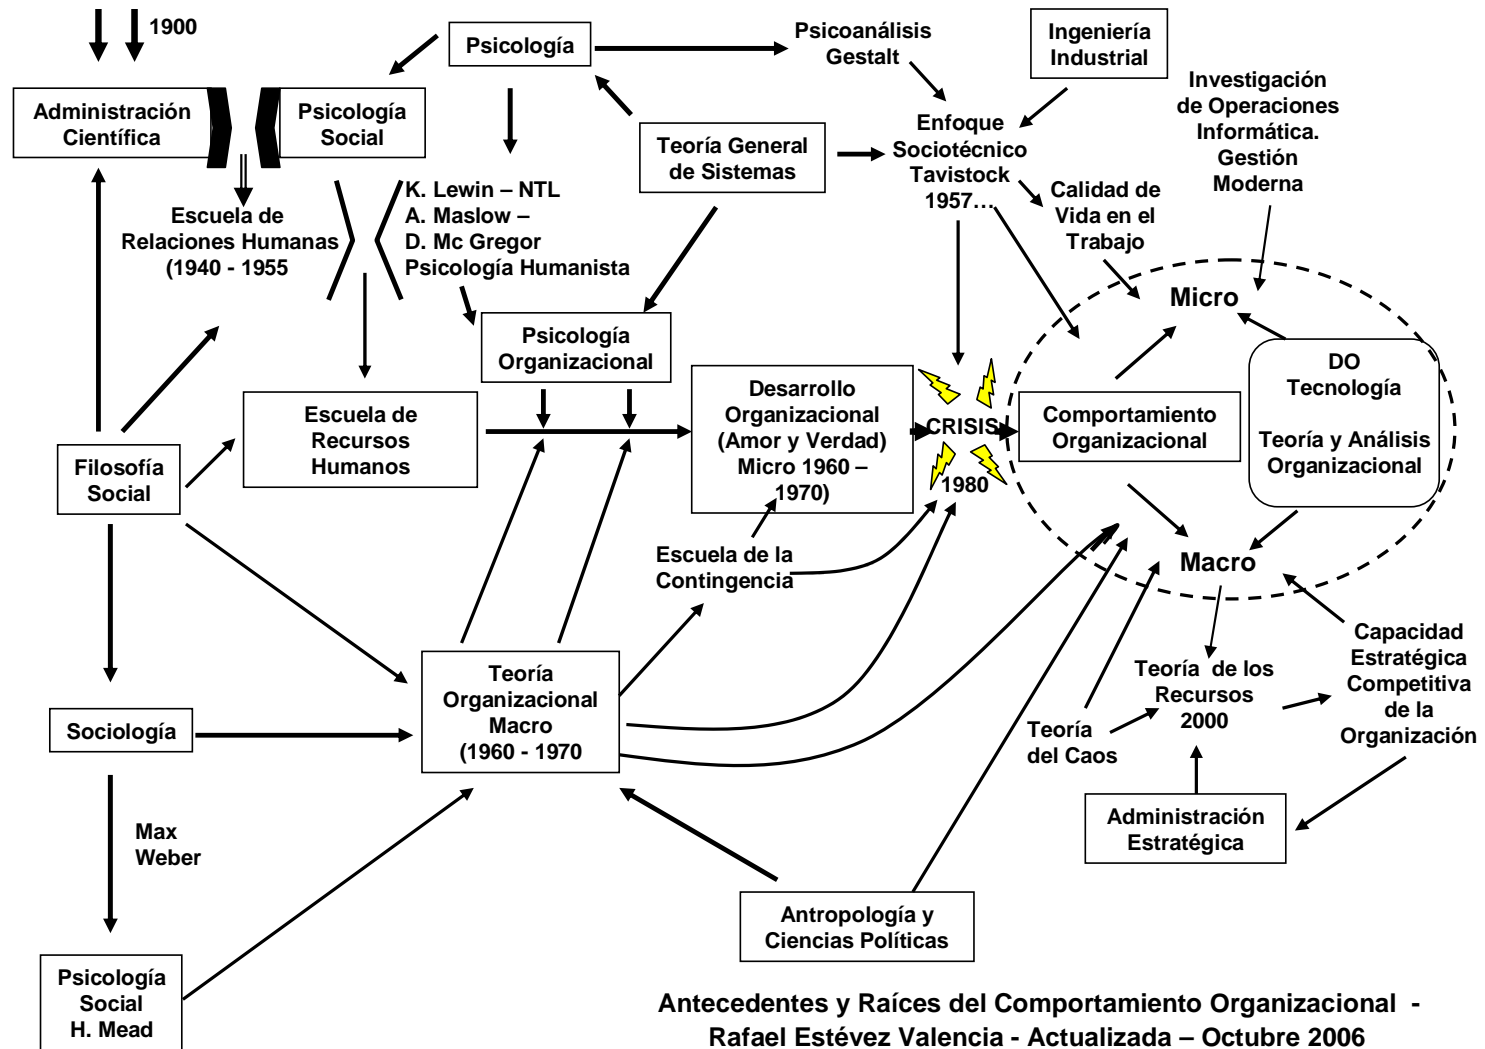 1900
Psicología
Psicoanálisis
Gestalt
Ingeniería
Industrial
Administración
Científica
Psicología
Social
Teoría General
de Sistemas
Enfoque
Sociotécnico
Tavistock
1957…
Investigación
de Operaciones
Informática.
Gestión
Moderna
Escuela de
Relaciones Humanas
(1940 - 1955
K. Lewin – NTL
A. Maslow –
D. Mc Gregor
Psicología Humanista
Calidad de
Vida en el
Trabajo
Micro
Psicología
Organizacional
Escuela de
Recursos
Humanos
Desarrollo
Organizacional
(Amor y Verdad)
Micro 1960 –
1970)
CRISIS
1980
Comportamiento
Organizacional
DO
Tecnología
Teoría y Análisis
Organizacional
Filosofía
Social
Escuela de la
Contingencia
Macro
Teoría
Organizacional
Macro
(1960 - 1970
Teoría de los
Recursos
2000
Capacidad
Estratégica
Competitiva
de la
Organización
Sociología
Teoría
del Caos
Administración
Estratégica
Max
Weber
Antropología y
Ciencias Políticas
Psicología
Social
H. Mead
Antecedentes y Raíces del Comportamiento Organizacional -
Rafael Estévez Valencia - Actualizada – Octubre 2006